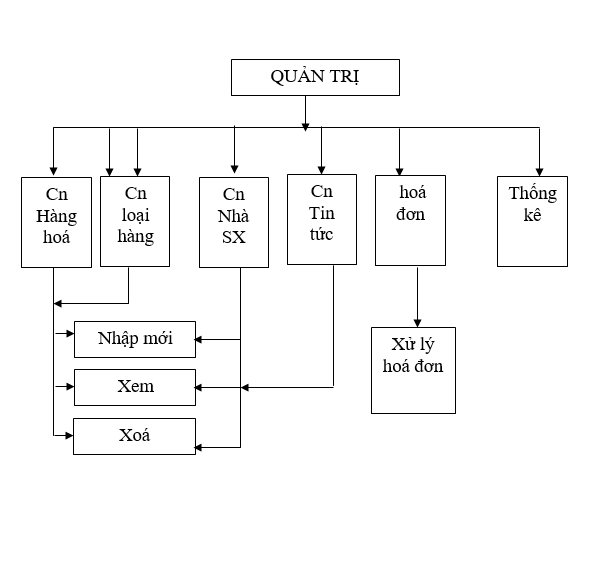 QUẢN TRỊ
Cn
Hàng
hoá
Cn
loại
hàng
Cn
Nhà
SX
Cn
Tin
tức
hoá
đơn
Thống
kê
Nhập mới
Xem
Xoá
Xử lý
hoá đơn